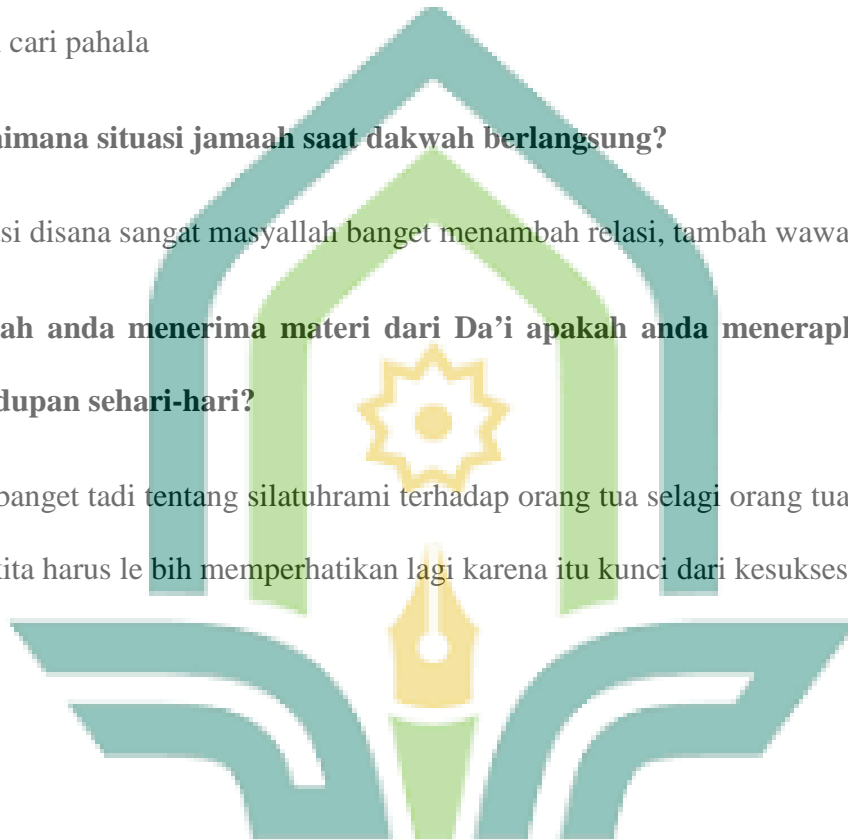 cari pahala
aimana situasi jamaah saat dakwah berlangsung?
si disana sangat masyallah banget menambah relasi, tambah wawa
ah anda menerima materi dari Da’i apakah anda menerapl
dupan sehari-hari?
banget tadi tentang silatuhrami terhadap orang tua selagi orang tua
kita harus le bih memperhatikan lagi karena itu kunci dari kesukses